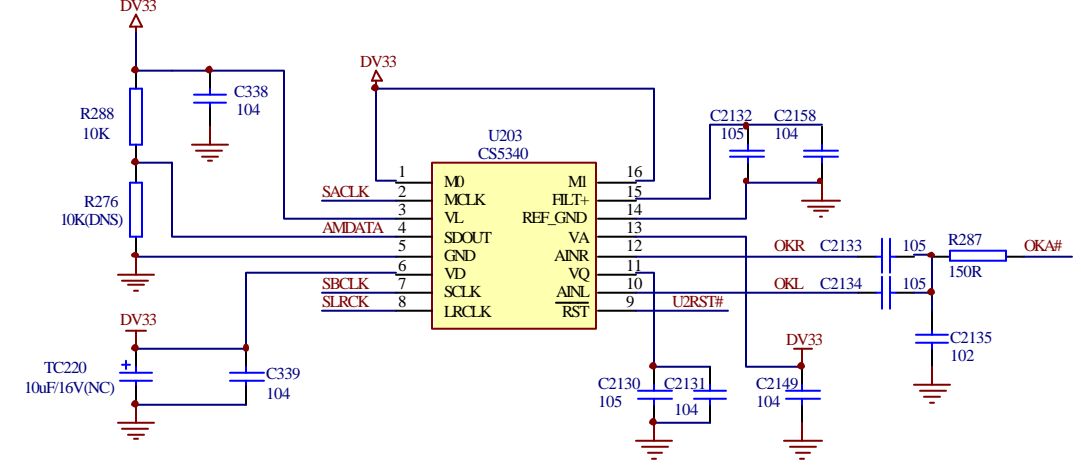 DV33
R288
10K
C338
104
R276
10K(DNS)
DV33
U203
CS5340
1
2
3
4
5
6
7
8
SACLK
AMDATA
SBCLK
SLRCK
M0
MCLK
VL
SDOUT
GND
VD
SCLK
LRCLK
M1
FILT+
REF_GND
VA
AINR
VQ
AINL
RST
16
15
14
13
12
11
10
9
C2132
105
C2158
104
OKR
C2133
105
R287
150R
OKA#
OKL
C2134
105
U2RST#
C2135
102
DV33
TC220
+
10uF/16V(NC)
C339
104
C2130
105
C2131
104
DV33
C2149
104